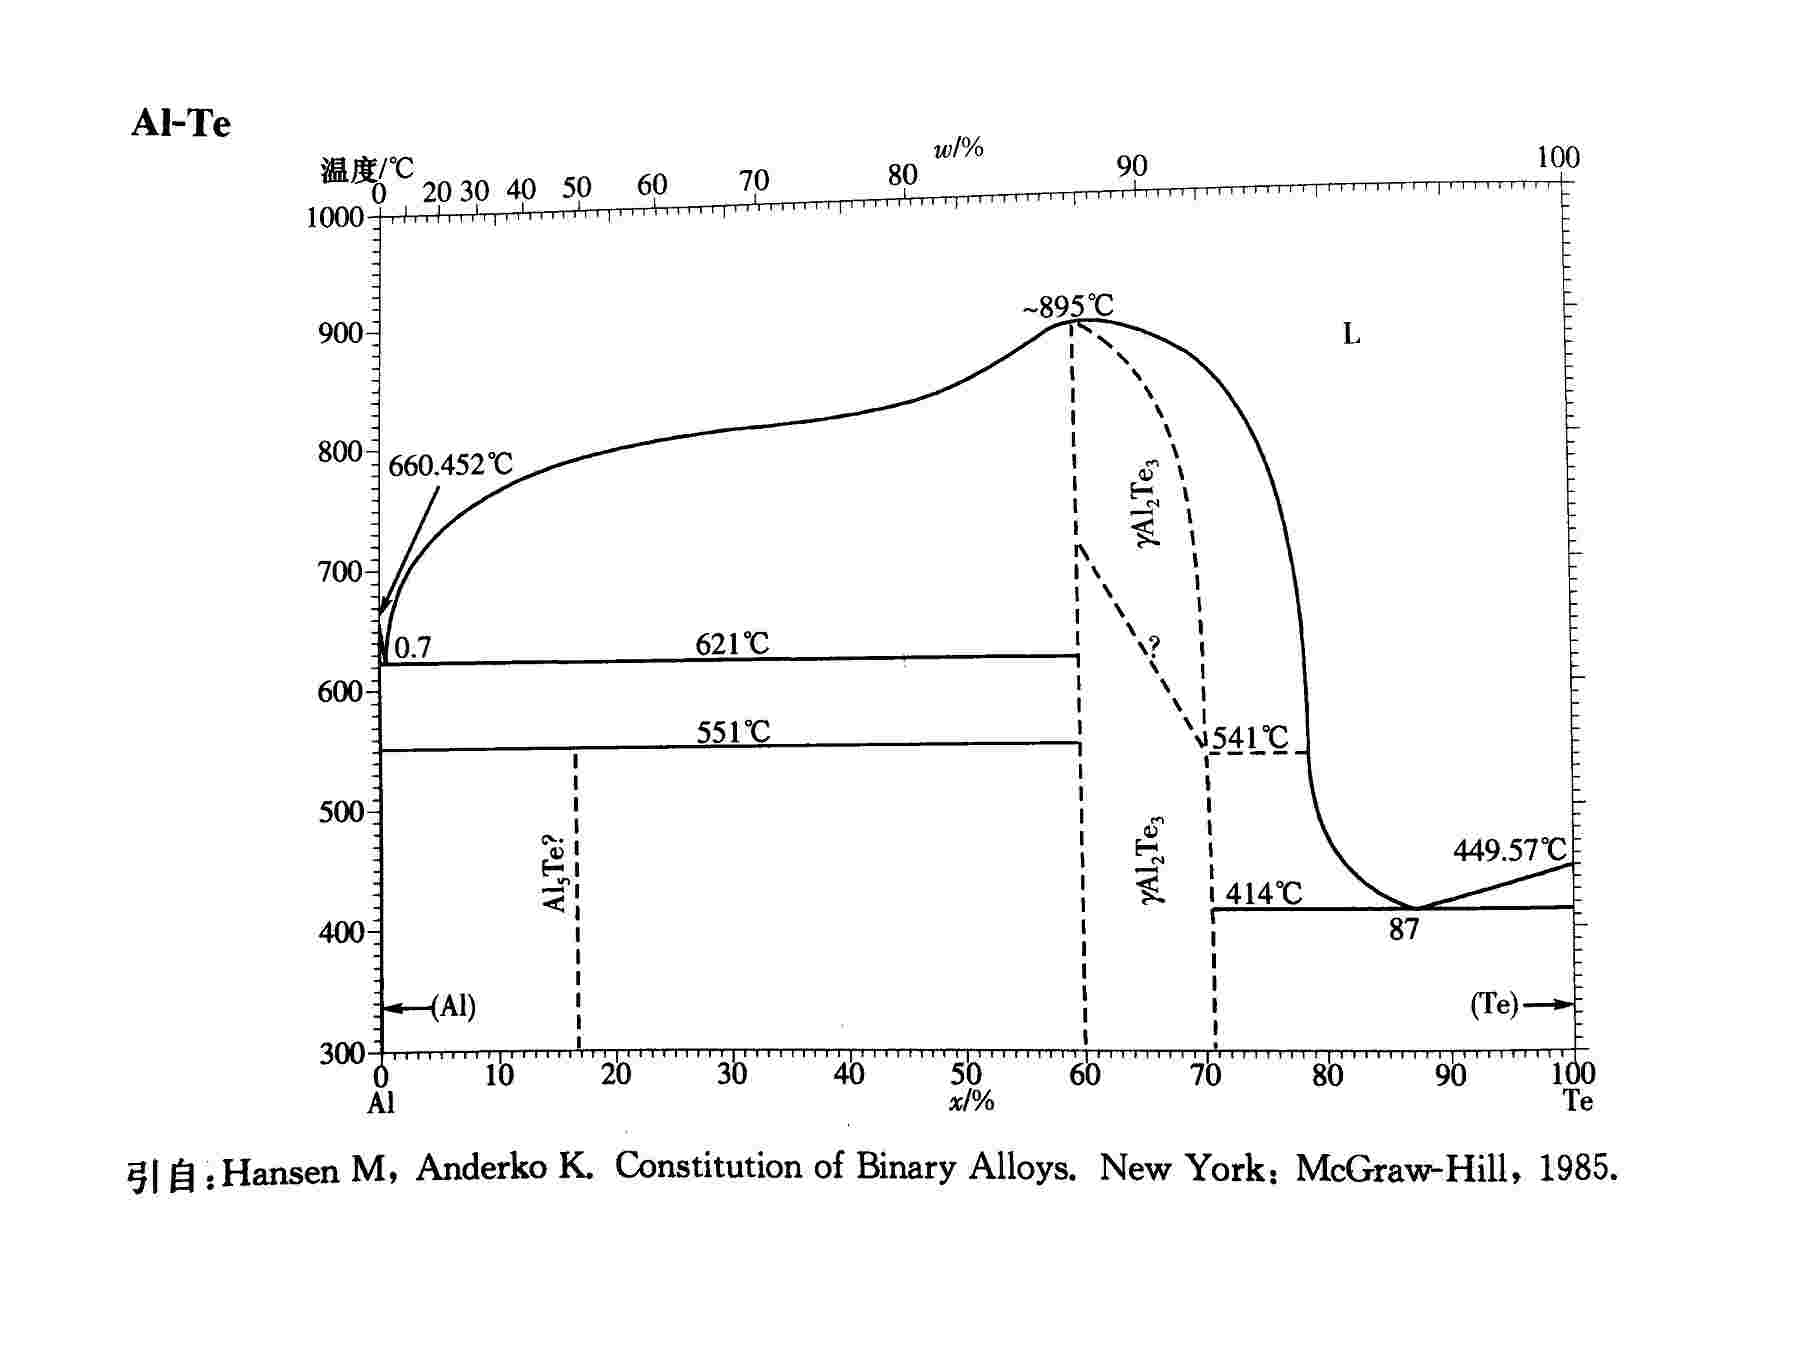 Al-Te
w/%
温度/℃
0 20 30 40 50 60 70 80 90 100
1000
~895℃
900
L
800
660.452℃
γAl₂Te₃
700
0.7
621℃
?
600
551℃
541℃
500
Al₅Te?
γAl₂Te₃
449.57℃
414℃
400
87
(Al)
(Te)
300
0 10 20 30 40 50 60 70 80 90 100
Al
x/%
Te
引自:Hansen M, Anderko K. Constitution of Binary Alloys. New York: McGraw-Hill, 1985.